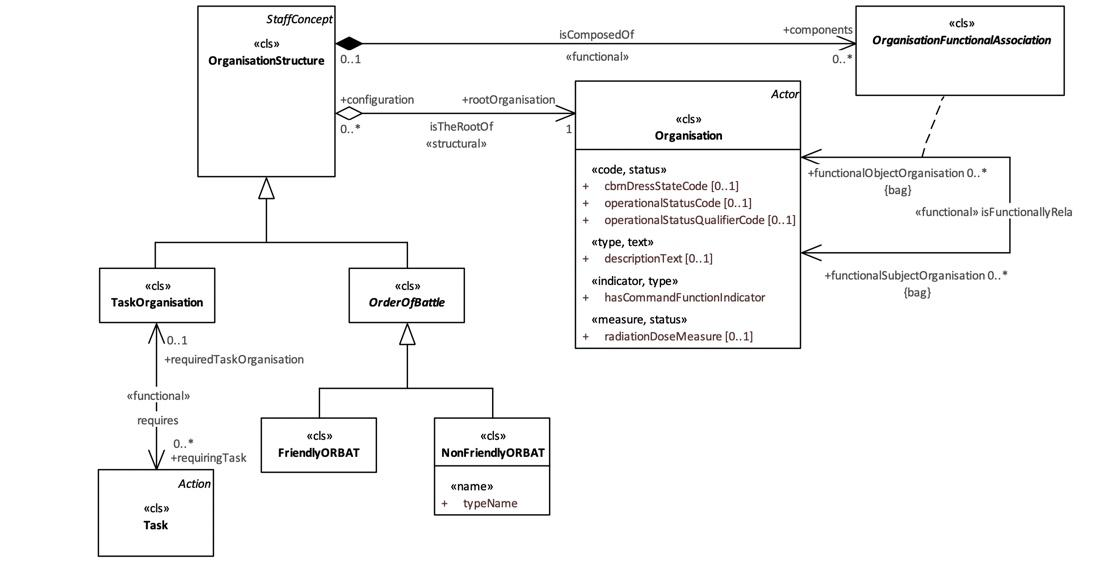 StaffConcept
«cls»
OrganisationStructure
0..1
isComposedOf
«functional»
+components
0..*
«cls»
OrganisationFunctionalAssociation
+configuration
0..*
isTheRootOf
«structural»
+rootOrganisation
1
Actor
«cls»
Organisation
«code, status»
+ cbrnDressStateCode [0..1]
+ operationalStatusCode [0..1]
+ operationalStatusQualifierCode [0..1]
«type, text»
+ descriptionText [0..1]
«indicator, type»
+ hasCommandFunctionIndicator
«measure, status»
+ radiationDoseMeasure [0..1]
+functionalObjectOrganisation 0..*
{bag}
«functional» isFunctionallyRela
+functionalSubjectOrganisation 0..*
{bag}
«cls»
TaskOrganisation
«cls»
OrderOfBattle
0..1
+requiredTaskOrganisation
«functional»
requires
0..*
+requiringTask
«cls»
FriendlyORBAT
«cls»
NonFriendlyORBAT
«name»
+ typeName
Action
«cls»
Task